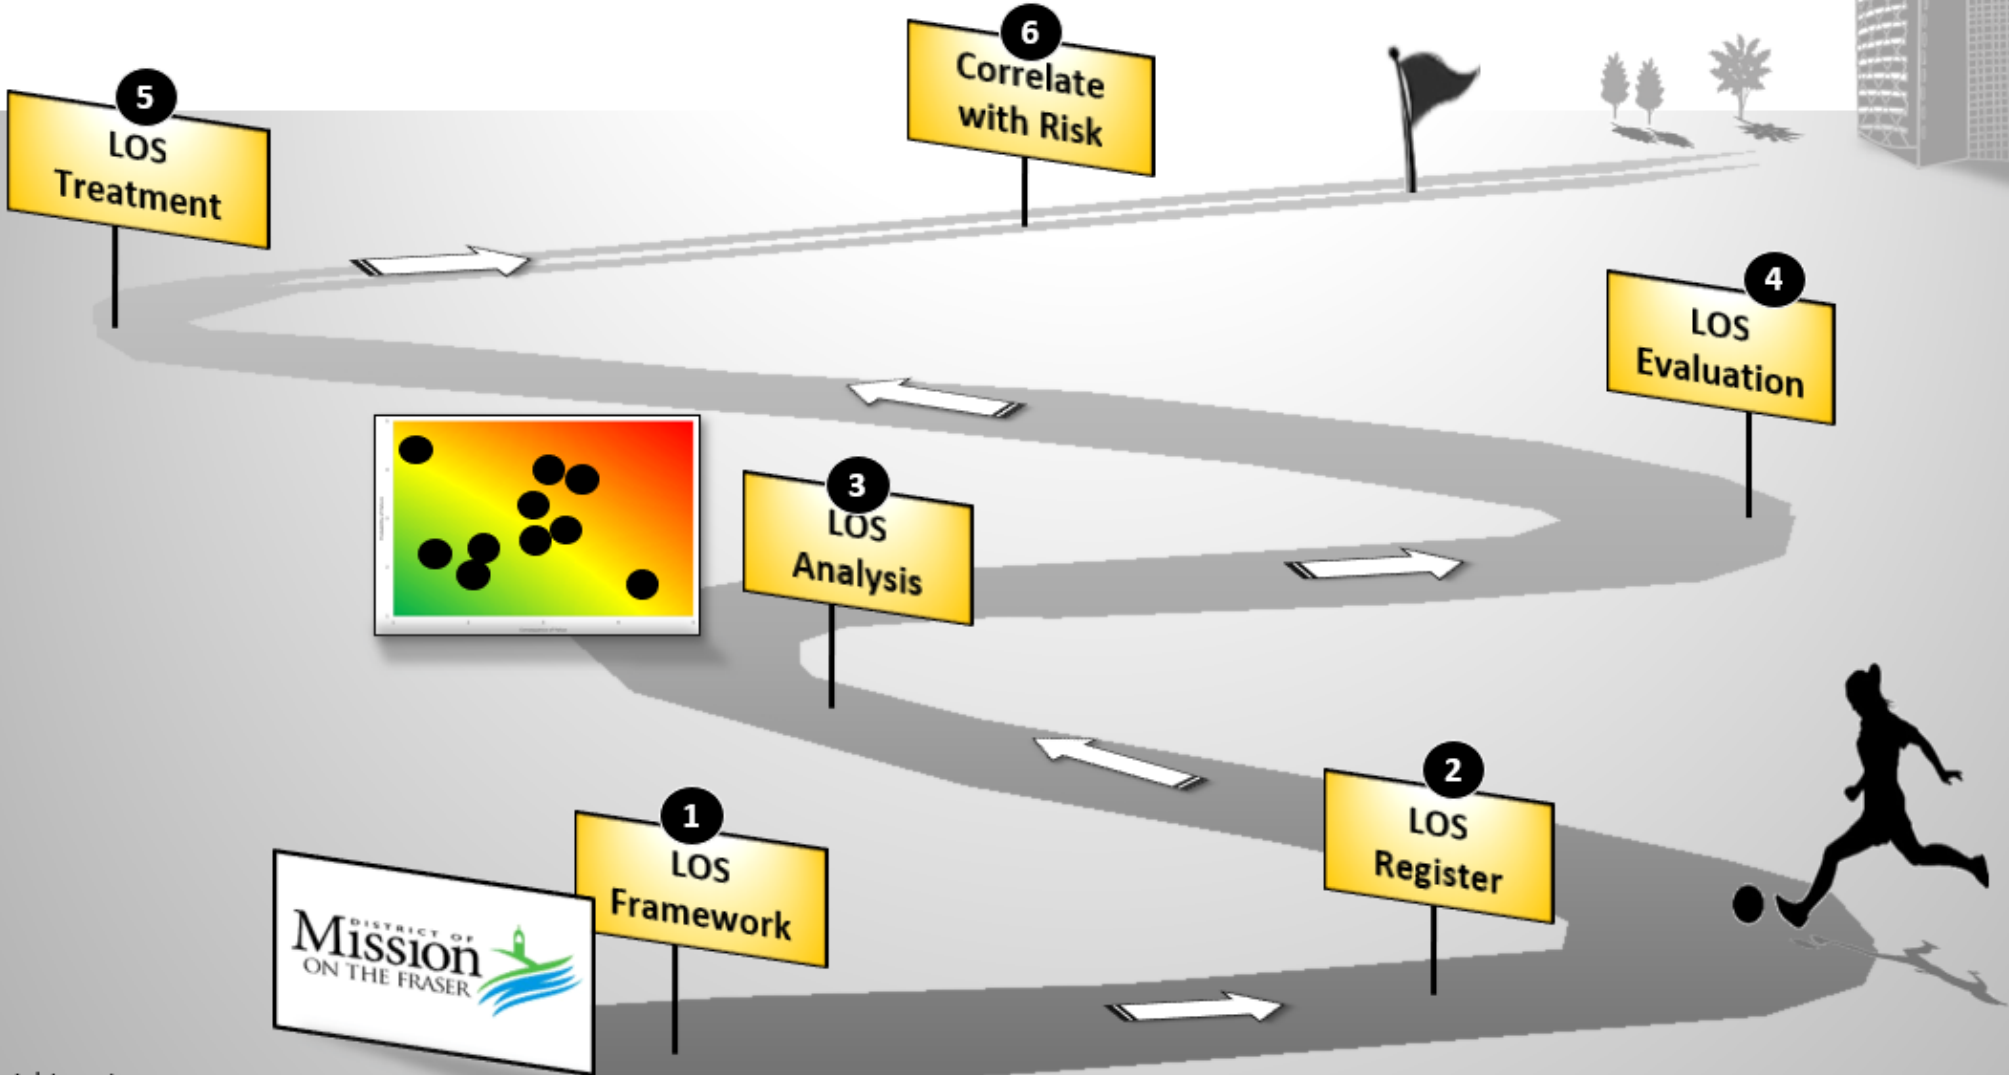 6
Correlate
with Risk
5
LOS
Treatment
4
LOS
Evaluation
3
LOS
Analysis
2
LOS
Register
1
LOS
Framework
DISTRICT OF
Mission
ON THE FRASER